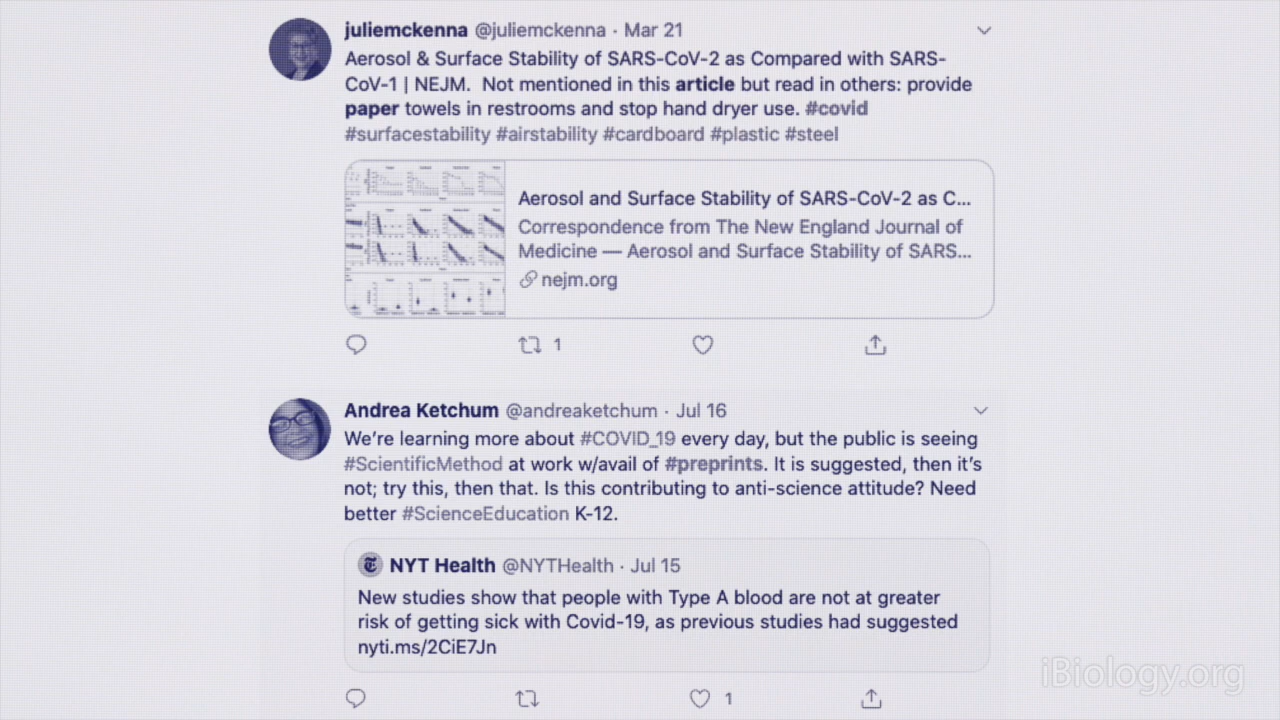 juliemckenna @juliemckenna · Mar 21
Aerosol & Surface Stability of SARS-CoV-2 as Compared with SARS-
CoV-1 | NEJM. Not mentioned in this article but read in others: provide
paper towels in restrooms and stop hand dryer use. #covid
#surfacestability #airstability #cardboard #plastic #steel
Aerosol and Surface Stability of SARS-CoV-2 as C...
Correspondence from The New England Journal of
Medicine — Aerosol and Surface Stability of SARS...
nejm.org
1
Andrea Ketchum @andreaketchum · Jul 16
We're learning more about #COVID_19 every day, but the public is seeing
#ScientificMethod at work w/avail of #preprints. It is suggested, then it's
not; try this, then that. Is this contributing to anti-science attitude? Need
better #ScienceEducation K-12.
NYT Health @NYTHealth · Jul 15
New studies show that people with Type A blood are not at greater
risk of getting sick with Covid-19, as previous studies had suggested
nyti.ms/2CiE7Jn
1
iBiology.org